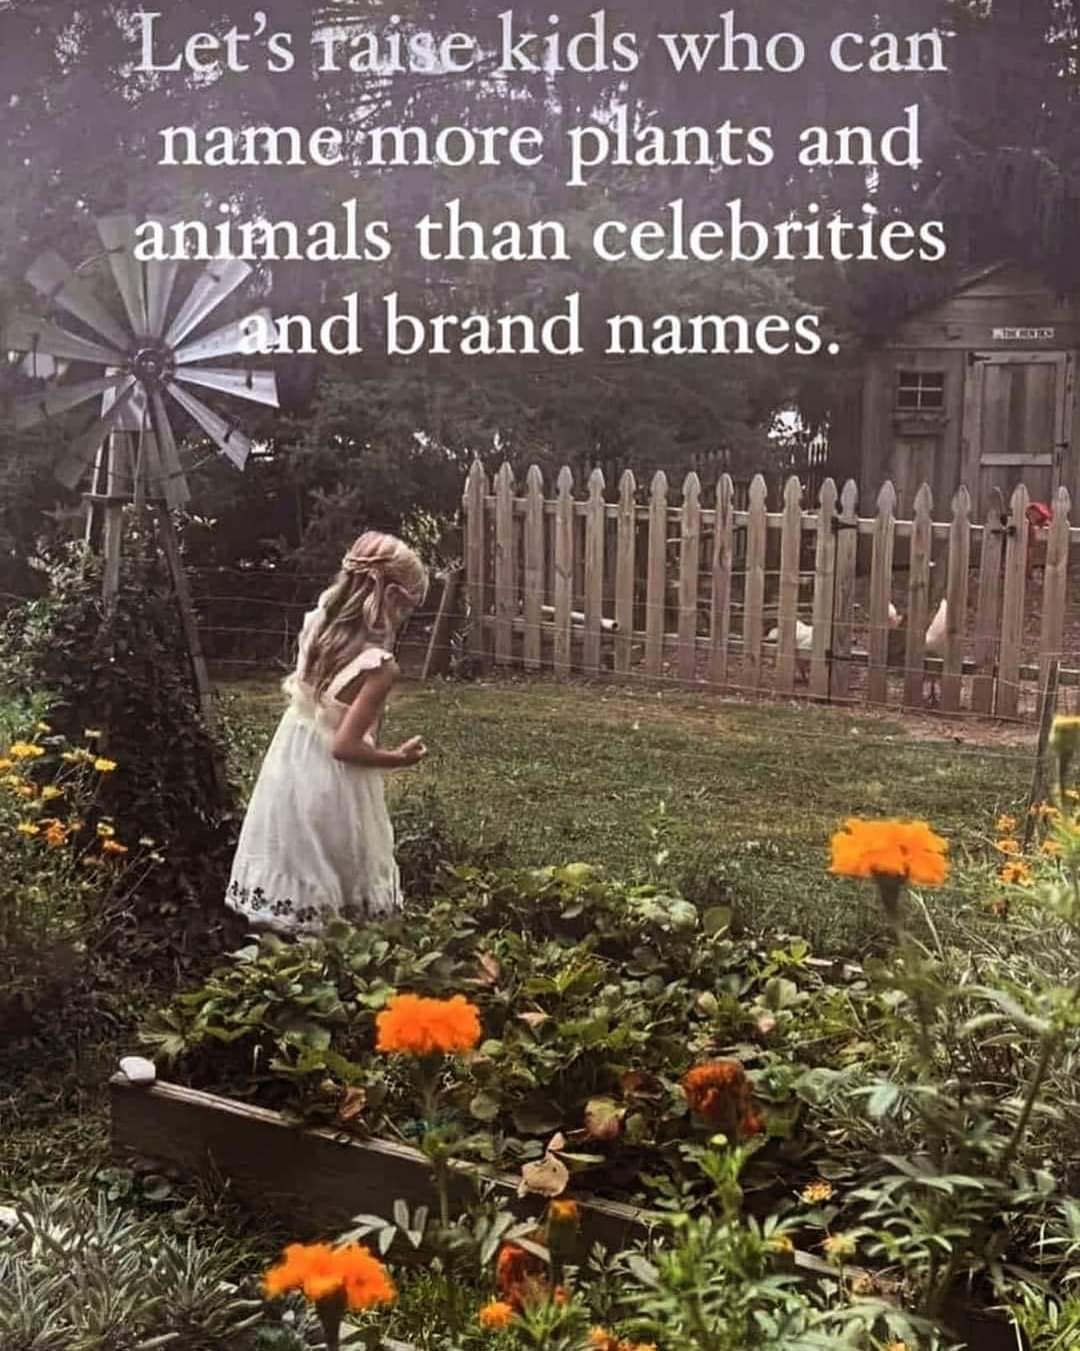 Let's raise kids who can
name more plants and
animals than celebrities
and brand names.